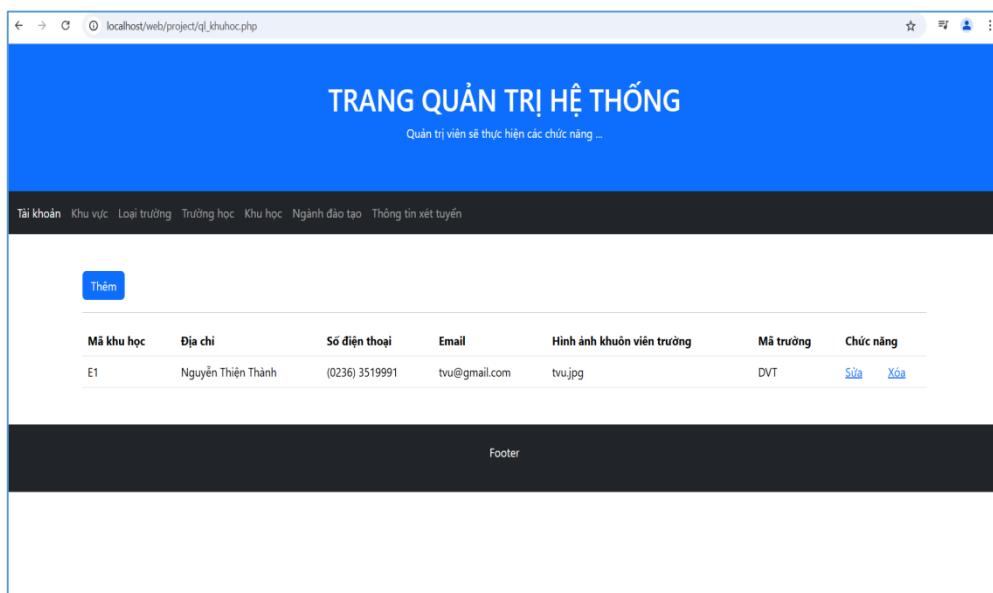 localhost/web/project/ql_khuhoc.php
TRANG QUẢN TRỊ HỆ THỐNG
Quản trị viên sẽ thực hiện các chức năng ...
Tài khoản Khu vực Loại trường Trường học Khu học Ngành đào tạo Thông tin xét tuyển
Thêm
Mã khu học Địa chỉ Số điện thoại Email Hình ảnh khuôn viên trường Mã trường Chức năng
E1 Nguyễn Thiện Thành (0236) 3519991 tvu@gmail.com tvu.jpg DVT Sửa Xóa
Footer